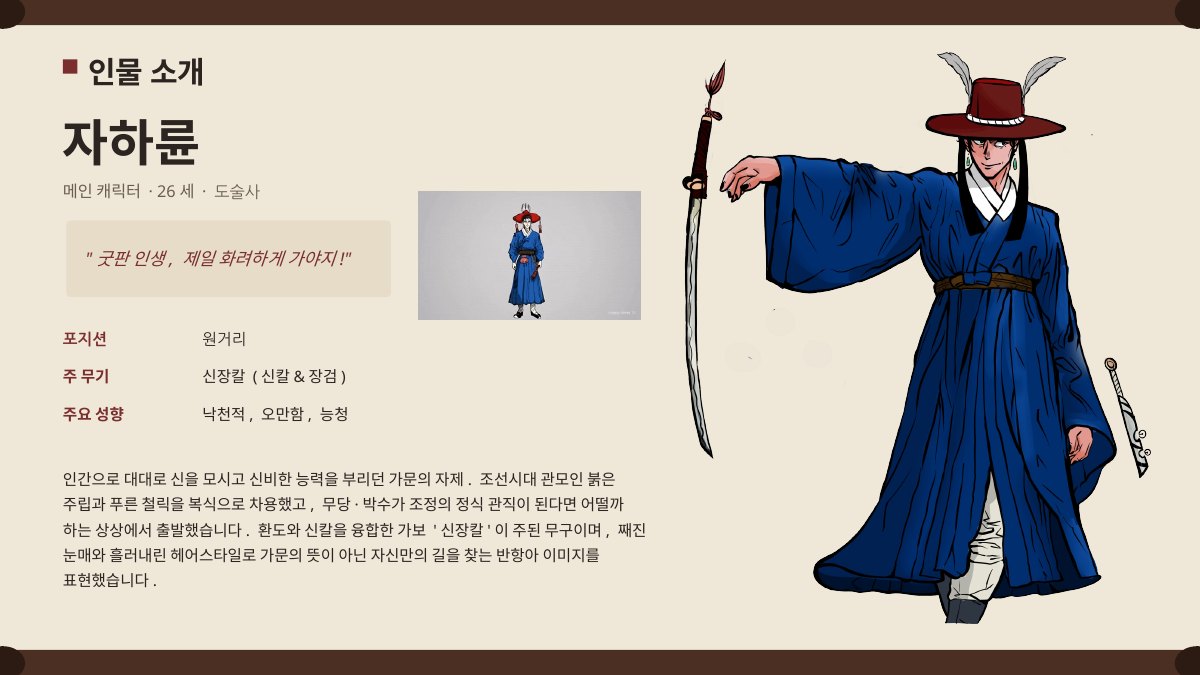 인물 소개
자하륜
메인 캐릭터 · 26 세 · 도술사
" 굿판 인생 , 제일 화려하게 가야지 !"
포지션 원거리
주 무기 신장칼 ( 신칼 & 장검 )
주요 성향 낙천적 , 오만함 , 능청
인간으로 대대로 신을 모시고 신비한 능력을 부리던 가문의 자제 . 조선시대 관모인 붉은
주립과 푸른 철릭을 복식으로 차용했고 , 무당 · 박수가 조정의 정식 관직이 된다면 어떨까
하는 상상에서 출발했습니다 . 환도와 신칼을 융합한 가보 ' 신장칼 ' 이 주된 무구이며 , 째진
눈매와 흘러내린 헤어스타일로 가문의 뜻이 아닌 자신만의 길을 찾는 반항아 이미지를
표현했습니다 .